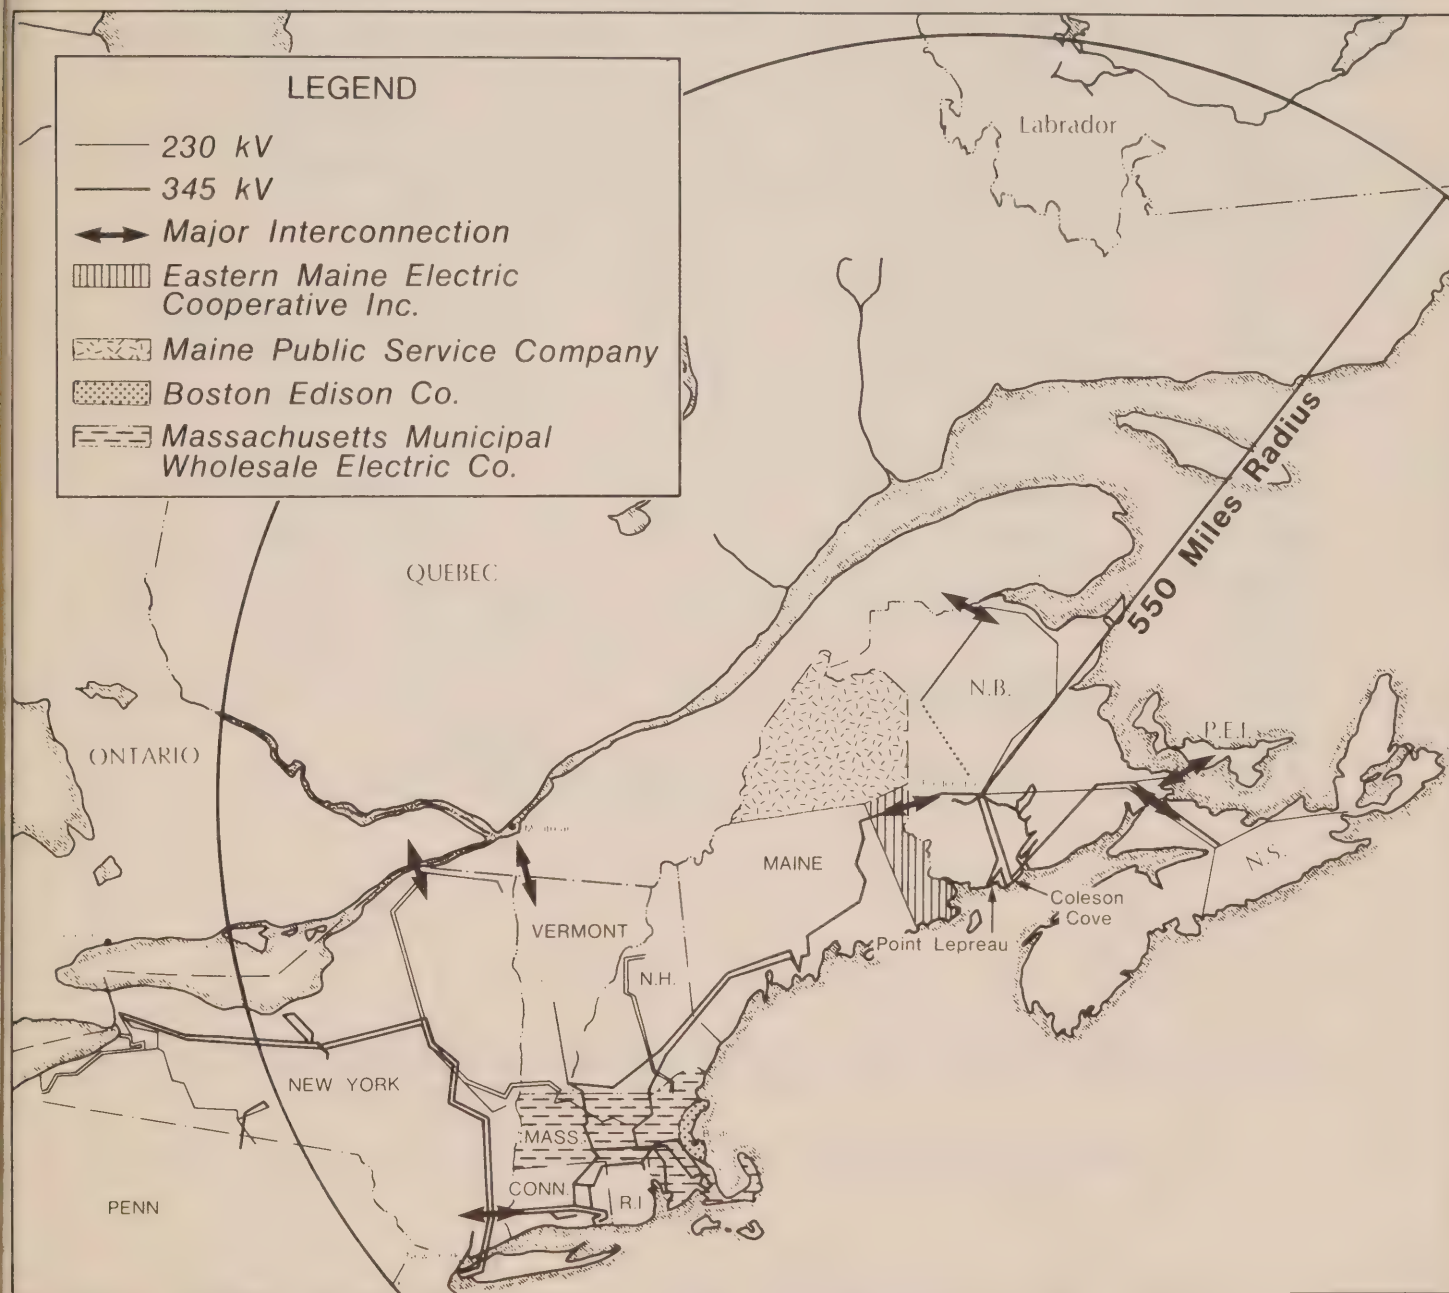 LEGEND
230 kV
345 kV
Major Interconnection
Eastern Maine Electric
Cooperative Inc.
Maine Public Service Company
Boston Edison Co.
Massachusetts Municipal
Wholesale Electric Co.
Labrador
550 Miles Radius
QUEBEC
N.B.
P.E.I.
ONTARIO
MAINE
N.S.
Coleson
Cove
Point Lepreau
VERMONT
N.H.
NEW YORK
MASS.
CONN.
R.I
PENN